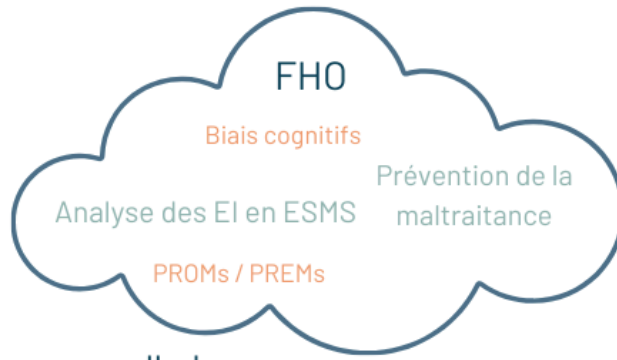 FHO
Biais cognitifs
Prévention de la
Analyse des EI en ESMS
maltraitance
PROMs / PREMs